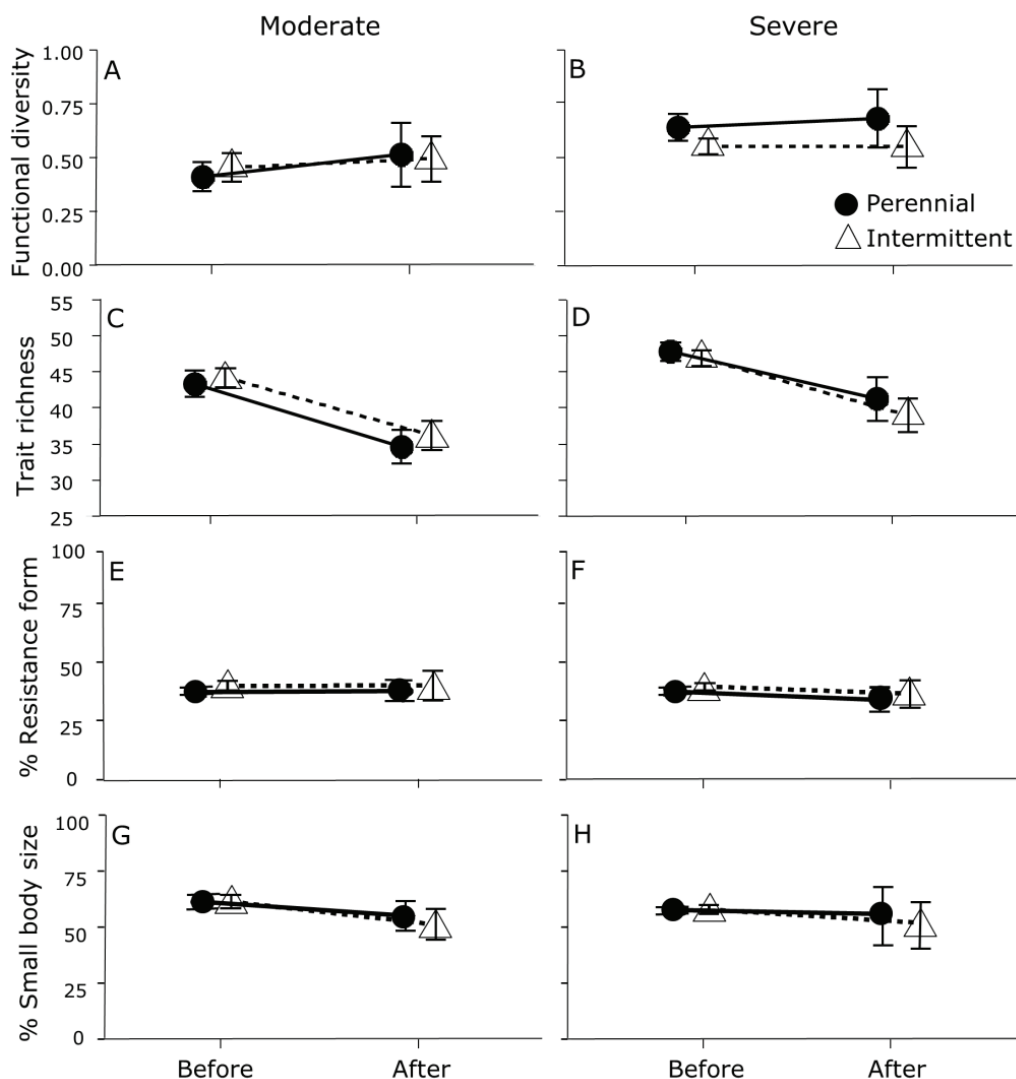 Moderate
Severe
Functional diversity
1.00
0.75
0.50
0.25
0.00
A
B
Perennial
Intermittent
Trait richness
55
50
45
40
35
30
25
C
D
% Resistance form
100
75
50
25
0
E
F
% Small body size
100
75
50
25
0
G
H
Before
After
Before
After